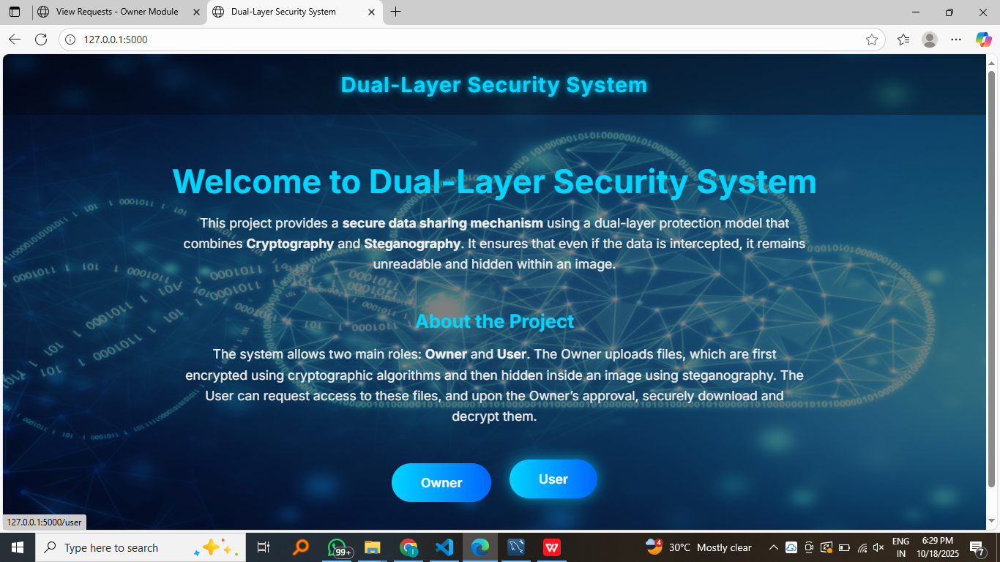 View Requests - Owner Module
Dual-Layer Security System
127.0.0.1:5000
Dual-Layer Security System
Welcome to Dual-Layer Security System
This project provides a secure data sharing mechanism using a dual-layer protection model that
combines Cryptography and Steganography. It ensures that even if the data is intercepted, it remains
unreadable and hidden within an image.
About the Project
The system allows two main roles: Owner and User. The Owner uploads files, which are first
encrypted using cryptographic algorithms and then hidden inside an image using steganography. The
User can request access to these files, and upon the Owner’s approval, securely download and
decrypt them.
Owner
User
127.0.0.1:5000/user
Type here to search
99+
4
30°C Mostly clear
ENG
IN
6:29 PM
10/18/2025
7